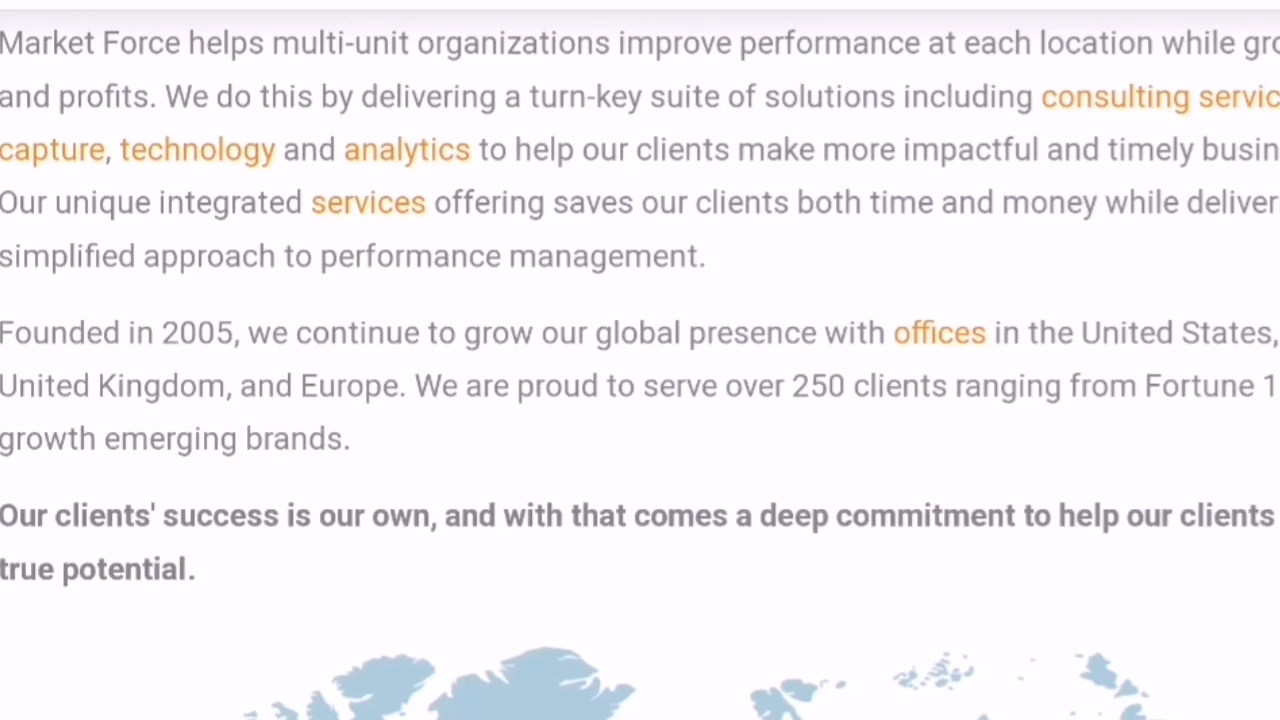 Market Force helps multi-unit organizations improve performance at each location while
and profits. We do this by delivering a turn-key suite of solutions including consulting
capture, technology and analytics to help our clients make more impactful and timely
Our unique integrated services offering saves our clients both time and money while
simplified approach to performance management.
Founded in 2005, we continue to grow our global presence with offices in the United States,
United Kingdom, and Europe. We are proud to serve over 250 clients ranging from Fortune
growth emerging brands.
Our clients' success is our own, and with that comes a deep commitment to help our clients
true potential.